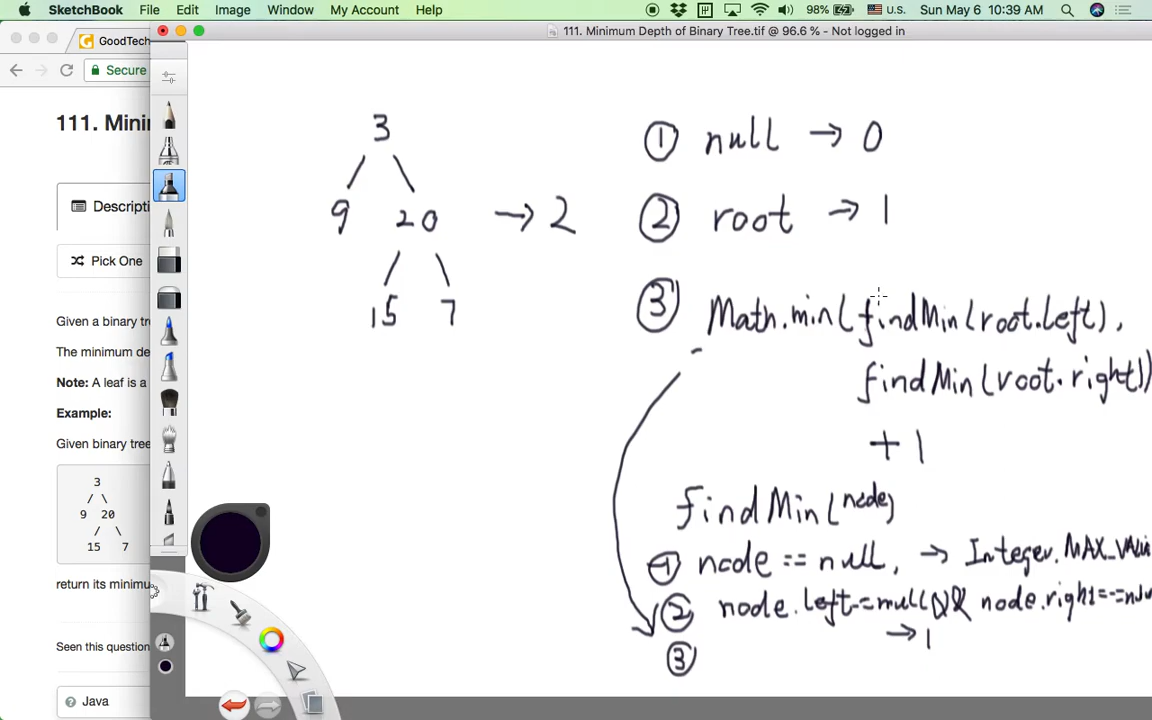 SketchBook File Edit Image Window My Account Help 98% U.S. Sun May 6 10:39 AM
GoodTech
111. Minimum Depth of Binary Tree.tif @ 96.6 % - Not logged in
Secure
111. Mini
Descripti
Pick One
Given a binary tr
The minimum de
Note: A leaf is a
Example:
Given binary tree
3
/ \
9 20
/ \
15 7
return its minimu
Seen this question
Java
3
/ \
9 20 → 2
/ \
15 7
① null → 0
② root → 1
③ Math.min(findMin(root.left),
findMin(root.right))
+ 1
findMin(node)
① node == null, → Integer.MAX_VALU
② node.left==null && node.right==null
→ 1
③